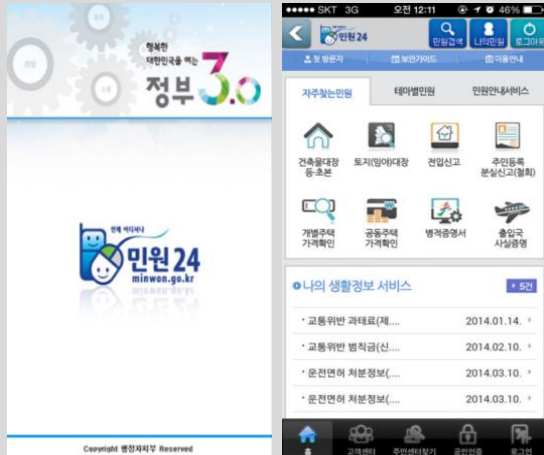 행복한
대한민국을 여는
정부3.0
언제 어디서나
민원24
minwon.go.kr
Copyright 행정자치부 Reserved
SKT 3G 오전 12:11 46%
민원24
민원검색
나의민원
로그아웃
첫 방문자
보안가이드
이용안내
자주찾는민원
테마별민원
민원안내서비스
건축물대장
등·초본
토지(임야)대장
전입신고
주민등록
분실신고(철회)
개별주택
가격확인
공동주택
가격확인
병적증명서
출입국
사실증명
나의 생활정보 서비스
5건
· 교통위반 과태료(제.... 2014.01.14.
· 교통위반 범칙금(신.... 2014.02.10.
· 운전면허 처분정보(.... 2014.03.10.
· 운전면허 처분정보(.... 2014.03.10.
홈
고객센터
주민센터찾기
공인인증
로그인